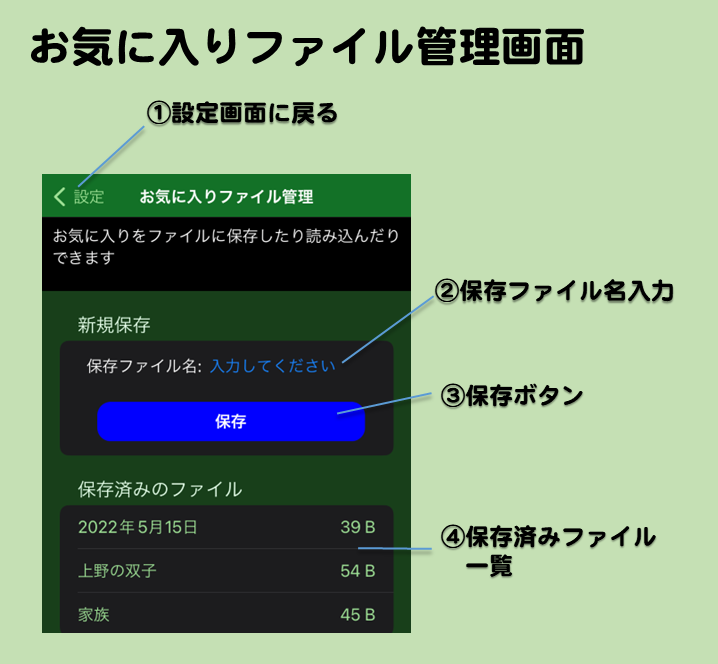 お気に入りファイル管理画面
①設定画面に戻る
設定 お気に入りファイル管理
お気に入りをファイルに保存したり読み込んだり
できます
②保存ファイル名入力
新規保存
保存ファイル名: 入力してください
③保存ボタン
保存
保存済みのファイル
2022年5月15日 39 B
④保存済みファイル
一覧
上野の双子 54 B
家族 45 B